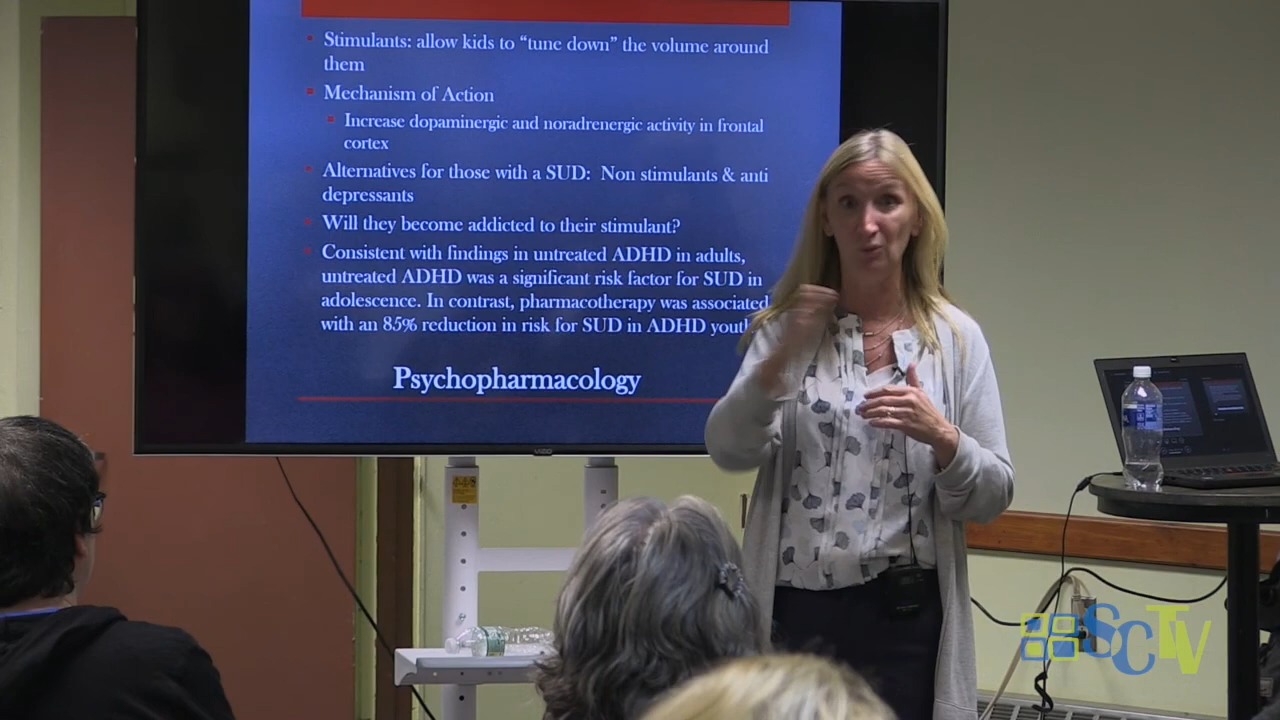 Stimulants: allow kids to “tune down” the volume around
them
Mechanism of Action
Increase dopaminergic and noradrenergic activity in frontal
cortex
Alternatives for those with a SUD: Non stimulants & anti
depressants
Will they become addicted to their stimulant?
Consistent with findings in untreated ADHD in adults,
untreated ADHD was a significant risk factor for SUD in
adolescence. In contrast, pharmacotherapy was associated
with an 85% reduction in risk for SUD in ADHD yout
Psychopharmacology
VIZIO
SCTV